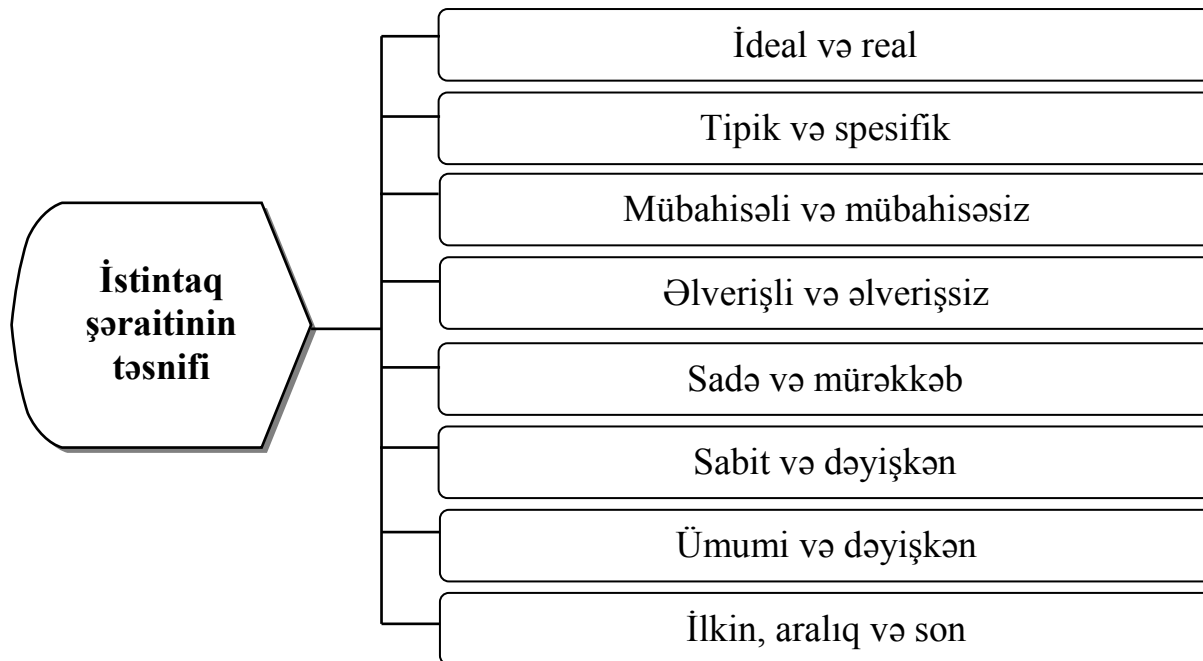 İstintaq
şəraitinin
təsnifi
İdeal və real
Tipik və spesifik
Mübahisəli və mübahisəsiz
Əlverişli və əlverişsiz
Sadə və mürəkkəb
Sabit və dəyişkən
Ümumi və dəyişkən
İlkin, aralıq və son